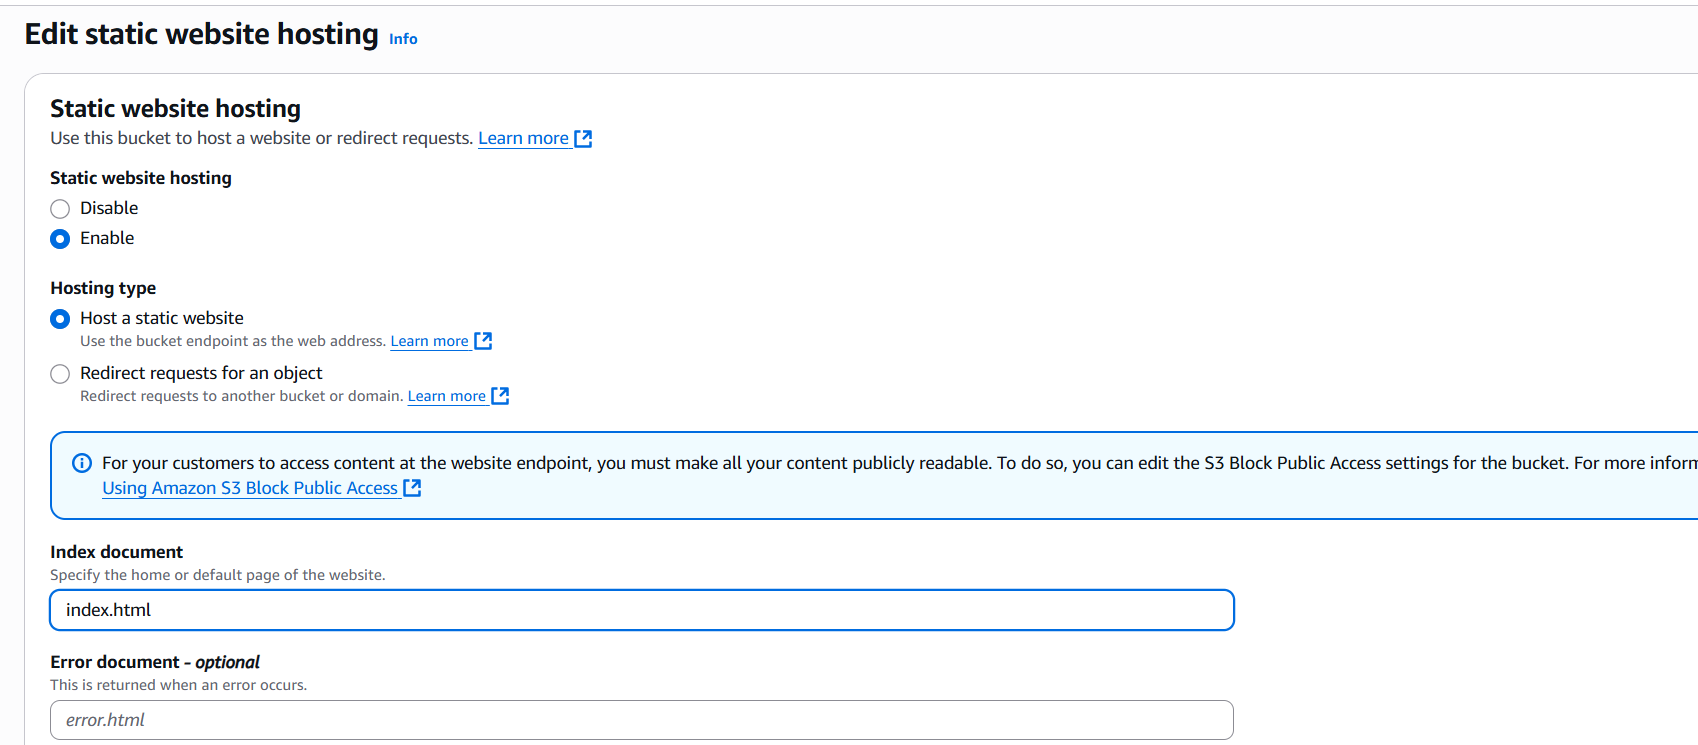 Edit static website hosting Info
Static website hosting
Use this bucket to host a website or redirect requests. Learn more
Static website hosting
Disable
Enable
Hosting type
Host a static website
Use the bucket endpoint as the web address. Learn more
Redirect requests for an object
Redirect requests to another bucket or domain. Learn more
For your customers to access content at the website endpoint, you must make all your content publicly readable. To do so, you can edit the S3 Block Public Access settings for the bucket. For more
Using Amazon S3 Block Public Access
Index document
Specify the home or default page of the website.
index.html
Error document - optional
This is returned when an error occurs.
error.html